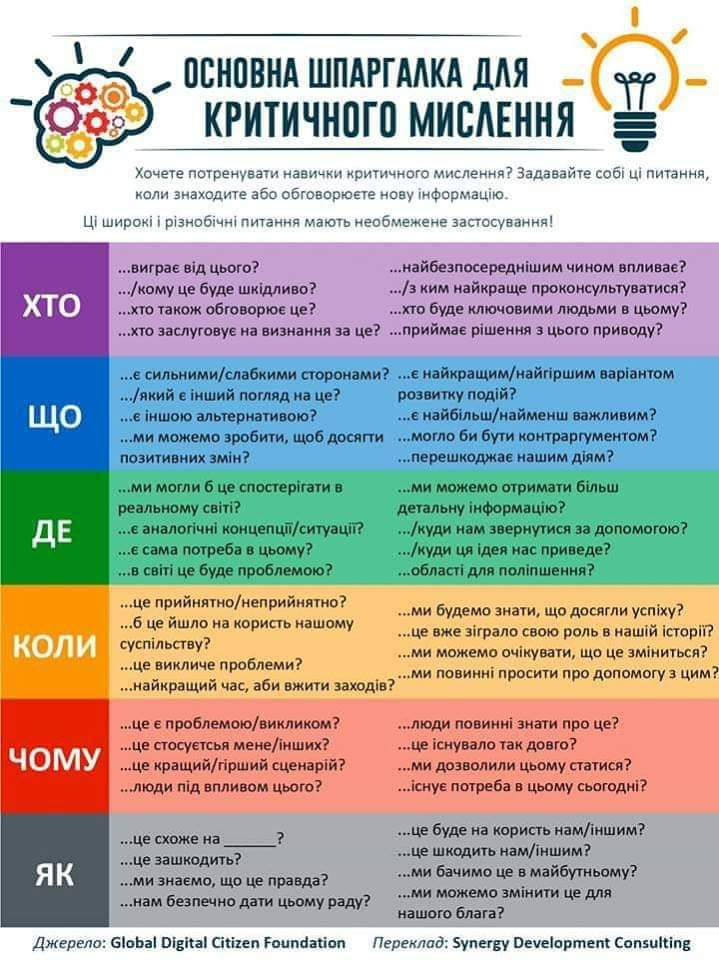 ОСНОВНА ШПАРГАЛКА ДЛЯ
КРИТИЧНОГО МИСЛЕННЯ
Хочете потренувати навички критичного мислення? Задавайте собі ці питання,
коли знаходите або обговорюєте нову інформацію.
Ці широкі і різнобічні питання мають необмежене застосування!
ХТО
...виграє від цього?
.../кому це буде шкідливо?
...хто також обговорює це?
...хто заслуговує на визнання за це?
...найбезпосереднішим чином впливає?
.../з ким найкраще проконсультуватися?
...хто буде ключовими людьми в цьому?
...приймає рішення з цього приводу?
ЩО
...є сильними/слабкими сторонами?
.../який є інший погляд на це?
...є іншою альтернативою?
...ми можемо зробити, щоб досягти
позитивних змін?
...є найкращим/найгіршим варіантом
розвитку подій?
...є найбільш/найменш важливим?
...могло би бути контраргументом?
...перешкоджає нашим діям?
ДЕ
...ми могли б це спостерігати в
реальному світі?
...є аналогічні концепції/ситуації?
...є сама потреба в цьому?
...в світі це буде проблемою?
...ми можемо отримати більш
детальну інформацію?
.../куди нам звернутися за допомогою?
.../куди ця ідея нас приведе?
...області для поліпшення?
КОЛИ
...це прийнятно/неприйнятно?
...б це йшло на користь нашому
суспільству?
...це викличе проблеми?
...найкращий час, аби вжити заходів?
...ми будемо знати, що досягли успіху?
...це вже зіграло свою роль в нашій історії?
...ми можемо очікувати, що це зміниться?
...ми повинні просити про допомогу з цим?
ЧОМУ
...це є проблемою/викликом?
...це стосуєтсья мене/інших?
...це кращий/гірший сценарій?
...люди під впливом цього?
...люди повинні знати про це?
...це існувало так довго?
...ми дозволили цьому статися?
...існує потреба в цьому сьогодні?
ЯК
...це схоже на ______?
...це зашкодить?
...ми знаємо, що це правда?
...нам безпечно дати цьому раду?
...це буде на користь нам/іншим?
...це шкодить нам/іншим?
...ми бачимо це в майбутньому?
...ми можемо змінити це для
нашого блага?
Джерело: Global Digital Citizen Foundation Переклад: Synergy Development Consulting